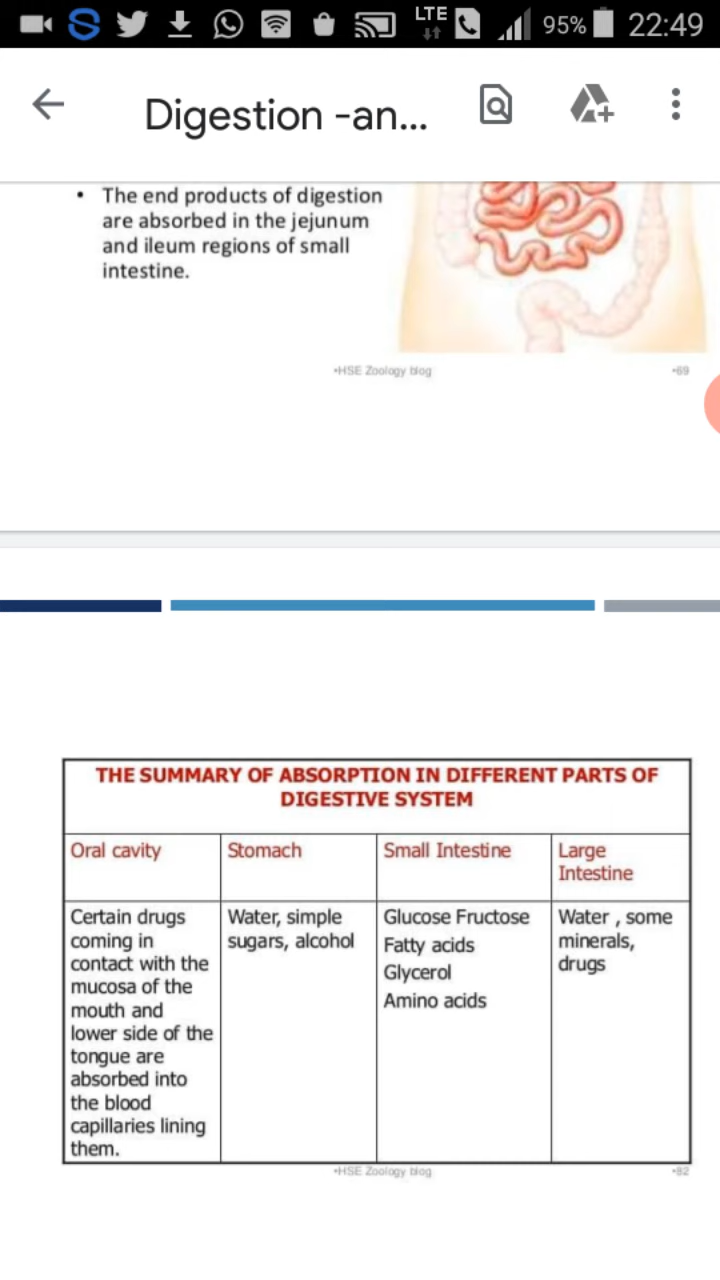 LTE 95% 22:49
Digestion -an...
• The end products of digestion
are absorbed in the jejunum
and ileum regions of small
intestine.
•HSE Zoology blog •69
THE SUMMARY OF ABSORPTION IN DIFFERENT PARTS OF
DIGESTIVE SYSTEM
Oral cavity
Stomach
Small Intestine
Large
Intestine
Certain drugs
coming in
contact with the
mucosa of the
mouth and
lower side of the
tongue are
absorbed into
the blood
capillaries lining
them.
Water, simple
sugars, alcohol
Glucose Fructose
Fatty acids
Glycerol
Amino acids
Water , some
minerals,
drugs
•HSE Zoology blog •82